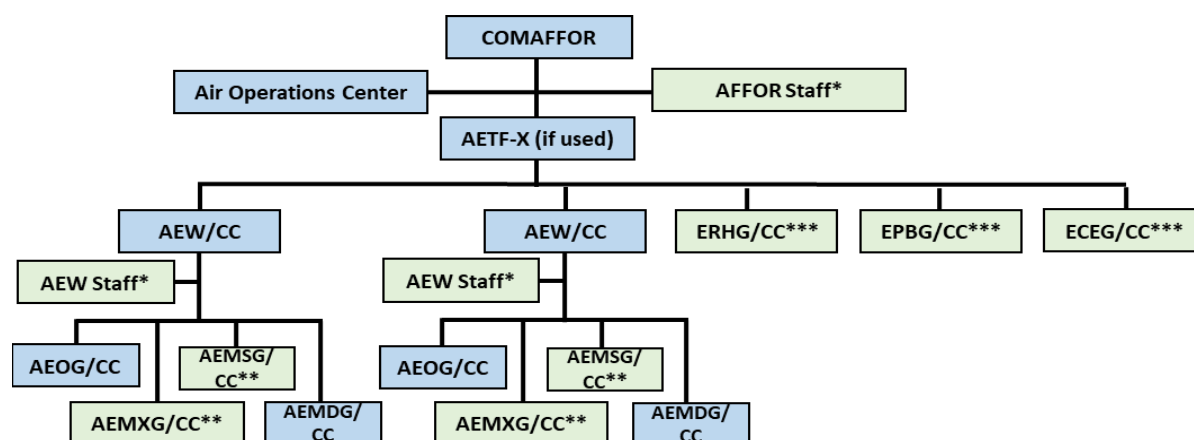 COMAFFOR
Air Operations Center
AFFOR Staff*
AETF-X (if used)
AEW/CC
AEW/CC
ERHG/CC***
EPBG/CC***
ECEG/CC***
AEW Staff*
AEW Staff*
AEOG/CC
AEMSG/
CC**
AEMXG/CC**
AEMDG/
CC
AEOG/CC
AEMSG/
CC**
AEMXG/CC**
AEMDG/
CC